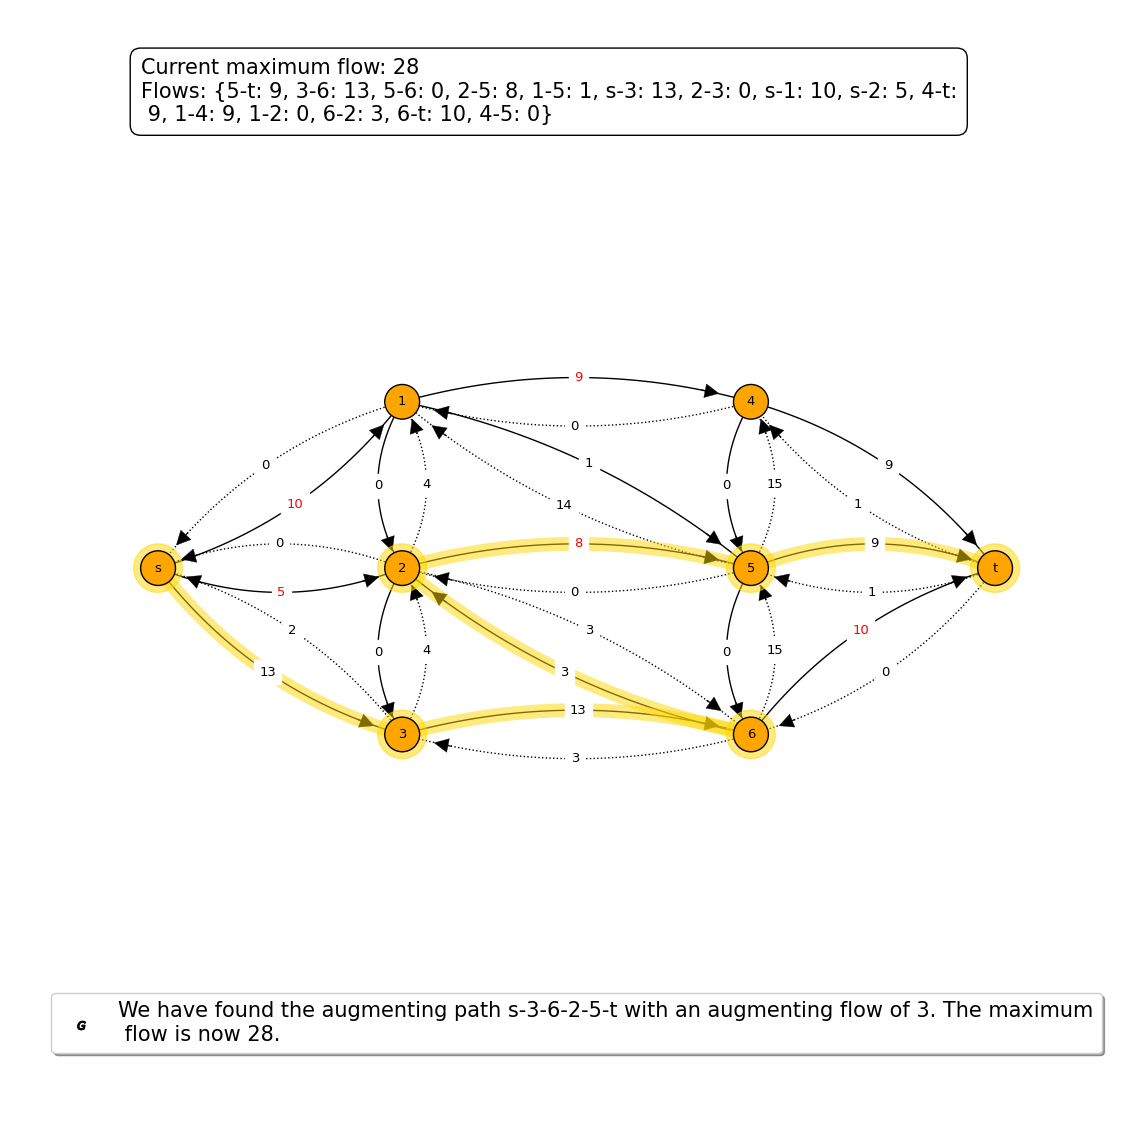 Current maximum flow: 28
Flows: {5-t: 9, 3-6: 13, 5-6: 0, 2-5: 8, 1-5: 1, s-3: 13, 2-3: 0, s-1: 10, s-2: 5, 4-t:
9, 1-4: 9, 1-2: 0, 6-2: 3, 6-t: 10, 4-5: 0}
9
1 4
0
0 1 9
10 0 4 14 0 15 1
0 8 9
s 2 5 t
5 0 1
2 3 10
0 4 0 15
13 3 0
13
3 6
3
G
We have found the augmenting path s-3-6-2-5-t with an augmenting flow of 3. The maximum
flow is now 28.